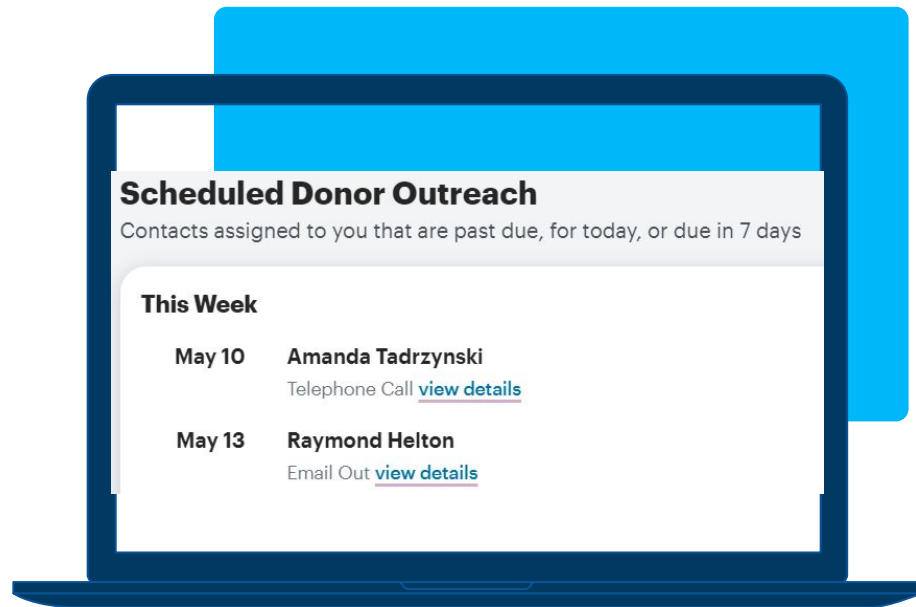 Scheduled Donor Outreach
Contacts assigned to you that are past due, for today, or due in 7 days
This Week
May 10 Amanda Tadrzynski
Telephone Call view details
May 13 Raymond Helton
Email Out view details